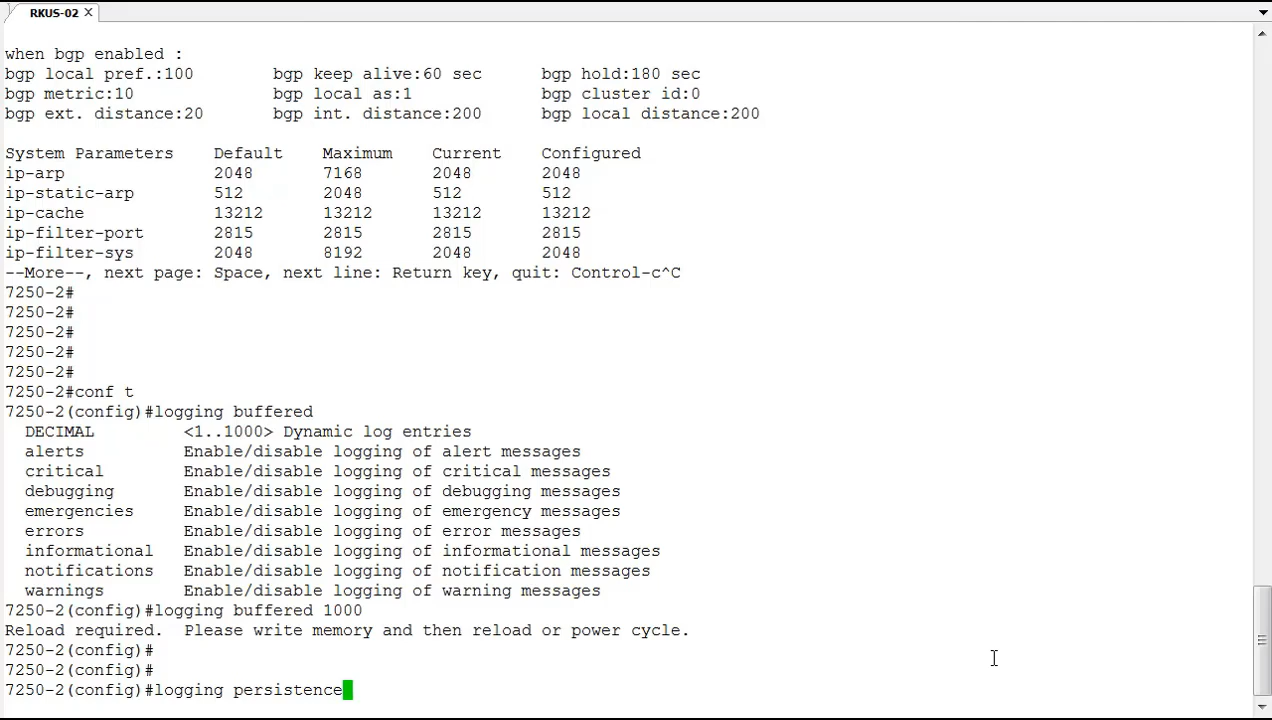 RKUS-02
when bgp enabled :
bgp local pref.:100        bgp keep alive:60 sec      bgp hold:180 sec
bgp metric:10              bgp local as:1             bgp cluster id:0
bgp ext. distance:20       bgp int. distance:200      bgp local distance:200
System Parameters    Default    Maximum    Current    Configured
ip-arp               2048       7168       2048       2048
ip-static-arp        512        2048       512        512
ip-cache             13212      13212      13212      13212
ip-filter-port       2815       2815       2815       2815
ip-filter-sys        2048       8192       2048       2048
--More--, next page: Space, next line: Return key, quit: Control-c^C
7250-2#
7250-2#
7250-2#
7250-2#
7250-2#
7250-2#conf t
7250-2(config)#logging buffered
  DECIMAL         <1..1000> Dynamic log entries
  alerts          Enable/disable logging of alert messages
  critical        Enable/disable logging of critical messages
  debugging       Enable/disable logging of debugging messages
  emergencies     Enable/disable logging of emergency messages
  errors          Enable/disable logging of error messages
  informational   Enable/disable logging of informational messages
  notifications   Enable/disable logging of notification messages
  warnings        Enable/disable logging of warning messages
7250-2(config)#logging buffered 1000
Reload required.  Please write memory and then reload or power cycle.
7250-2(config)#
7250-2(config)#
7250-2(config)#logging persistence